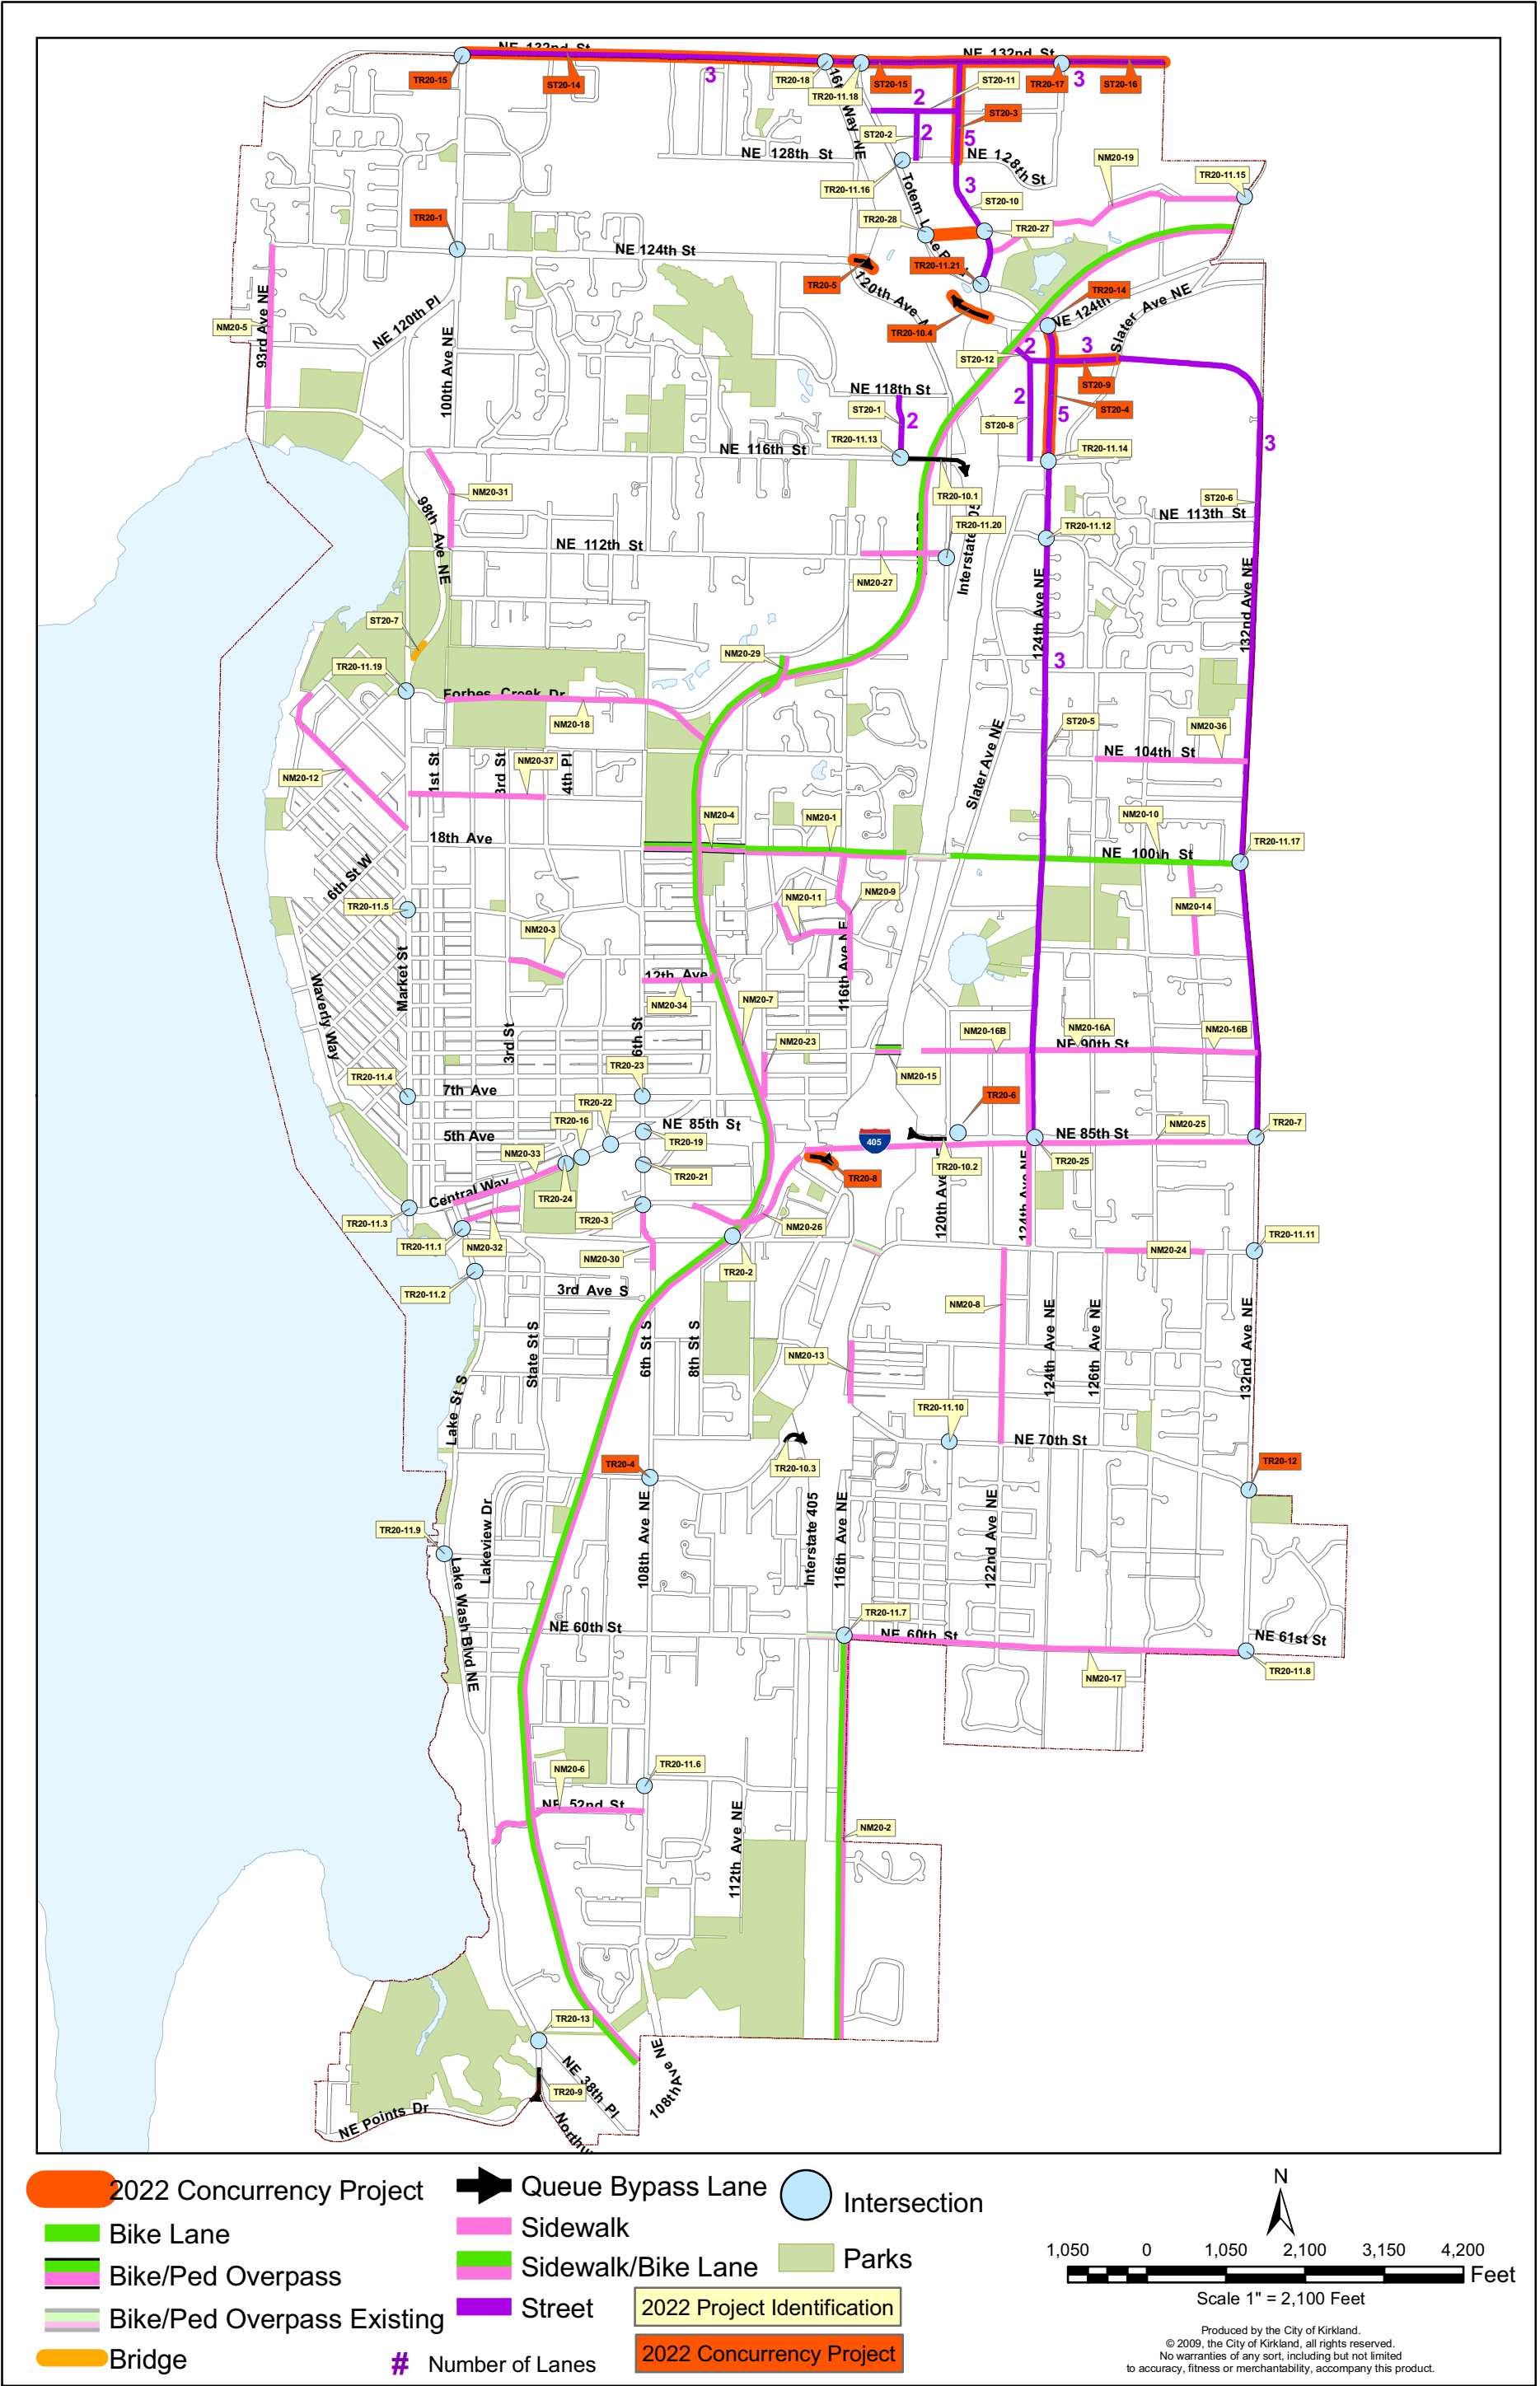 NE 132nd St
NE 132nd St
TR20-15
ST20-14
3
TR20-18
TR20-11.18
ST20-15
ST20-11
TR20-17
3
ST20-16
2
ST20-3
ST20-2
2
5
NE 128th St
NE 128th St
NM20-19
TR20-11.16
TR20-11.15
3
ST20-10
TR20-1
TR20-28
TR20-27
NE 124th St
TR20-11.21
TR20-5
120th Ave
TR20-14
NE 124th
Slater Ave NE
NM20-5
93rd Ave NE
NE 120th Pl
100th Ave NE
TR20-10.4
2
3
ST20-12
ST20-9
NE 118th St
ST20-1
2
2
ST20-4
5
ST20-8
TR20-11.13
NE 116th St
TR20-11.14
3
NM20-31
TR20-10.1
ST20-6
98th Ave NE
TR20-11.20
TR20-11.12
NE 113th St
NE 112th St
NM20-27
Interstate
124th Ave NE
132nd Ave NE
ST20-7
NM20-29
TR20-11.19
3
Forbes Creek Dr
NM20-18
ST20-5
NM20-36
NE 104th St
NM20-12
1st St
3rd St
NM20-37
4th Pl
Slater Ave NE
NM20-4
NM20-1
NM20-10
18th Ave
NE 100th St
TR20-11.17
6th St W
TR20-11.5
NM20-11
NM20-9
NM20-14
NM20-3
Market St
116th Ave NE
12th Ave
NM20-34
NM20-7
Waverly Way
3rd St
6th St
NM20-23
NM20-16B
NM20-16A
NM20-16B
NE 90th St
TR20-23
NM20-15
TR20-11.4
7th Ave
TR20-22
TR20-6
TR20-16
NE 85th St
5th Ave
TR20-19
405
NE 85th St
NM20-25
TR20-7
NM20-33
TR20-21
TR20-10.2
TR20-25
Central Way
TR20-24
TR20-8
TR20-11.3
TR20-3
NM20-26
120th Ave
124th Ave NE
TR20-11.1
NM20-32
NM20-30
TR20-2
NM20-24
TR20-11.11
TR20-11.2
3rd Ave S
NM20-8
State St S
6th St S
8th St S
NM20-13
124th Ave NE
126th Ave NE
132nd Ave NE
Lake St S
TR20-11.10
NE 70th St
TR20-4
TR20-10.3
TR20-12
TR20-11.9
Lakeview Dr
108th Ave NE
Interstate 405
116th Ave NE
122nd Ave NE
Lake Wash Blvd NE
TR20-11.7
NE 60th St
NE 60th St
NE 61st St
NM20-17
TR20-11.8
TR20-11.6
NM20-6
NE 52nd St
112th Ave NE
NM20-2
TR20-13
NE 38th Pl
108th Ave NE
TR20-9
NE Points Dr
2022 Concurrency Project
Bike Lane
Bike/Ped Overpass
Bike/Ped Overpass Existing
Bridge
Queue Bypass Lane
Sidewalk
Sidewalk/Bike Lane
Street
# Number of Lanes
Intersection
Parks
2022 Project Identification
2022 Concurrency Project
N
1,050 0 1,050 2,100 3,150 4,200
Feet
Scale 1" = 2,100 Feet
Produced by the City of Kirkland.
© 2009, the City of Kirkland, all rights reserved.
No warranties of any sort, including but not limited
to accuracy, fitness or merchantability, accompany this product.